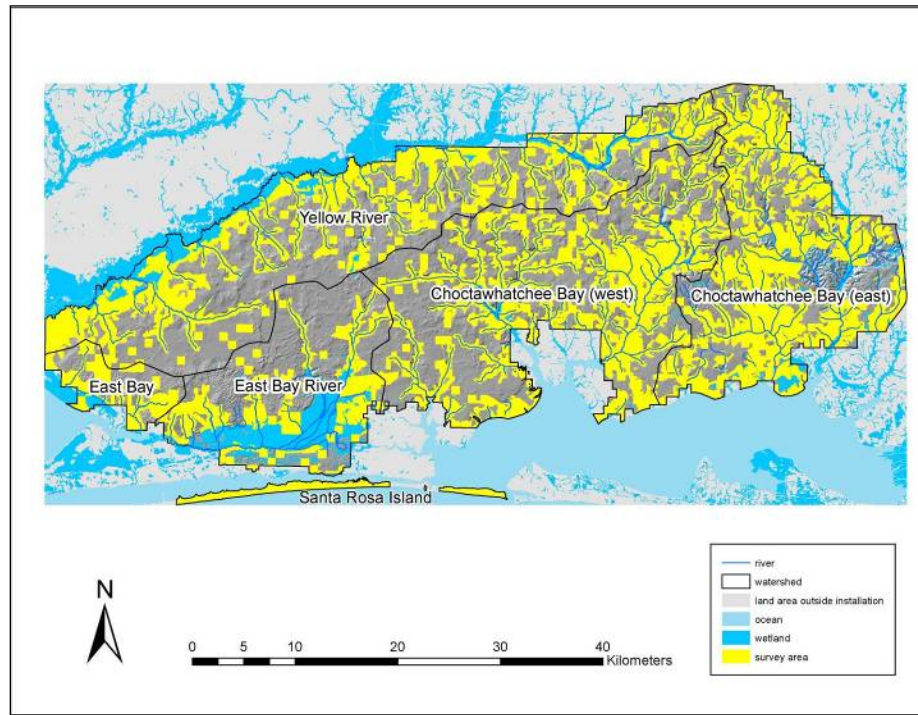 Yellow River
Choctawhatchee Bay (west)
Choctawhatchee Bay (east)
East Bay
East Bay River
Santa Rosa Island
N
0 5 10 20 30 40
Kilometers
river
watershed
land area outside installation
ocean
wetland
survey area